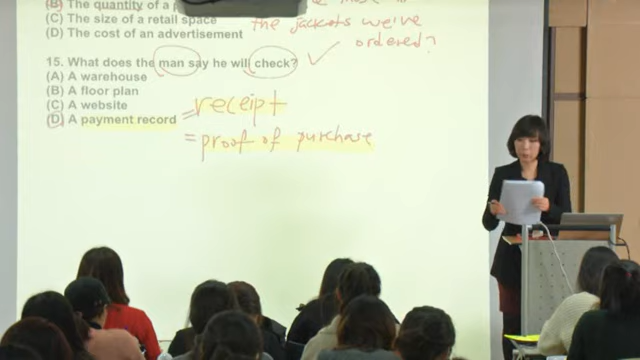 (B) The quantity of a
(C) The size of a retail space
(D) The cost of an advertisement
the jackets we've
ordered?
15. What does the man say he will check?
(A) A warehouse
(B) A floor plan
(C) A website
(D) A payment record
= receipt
= proof of purchase